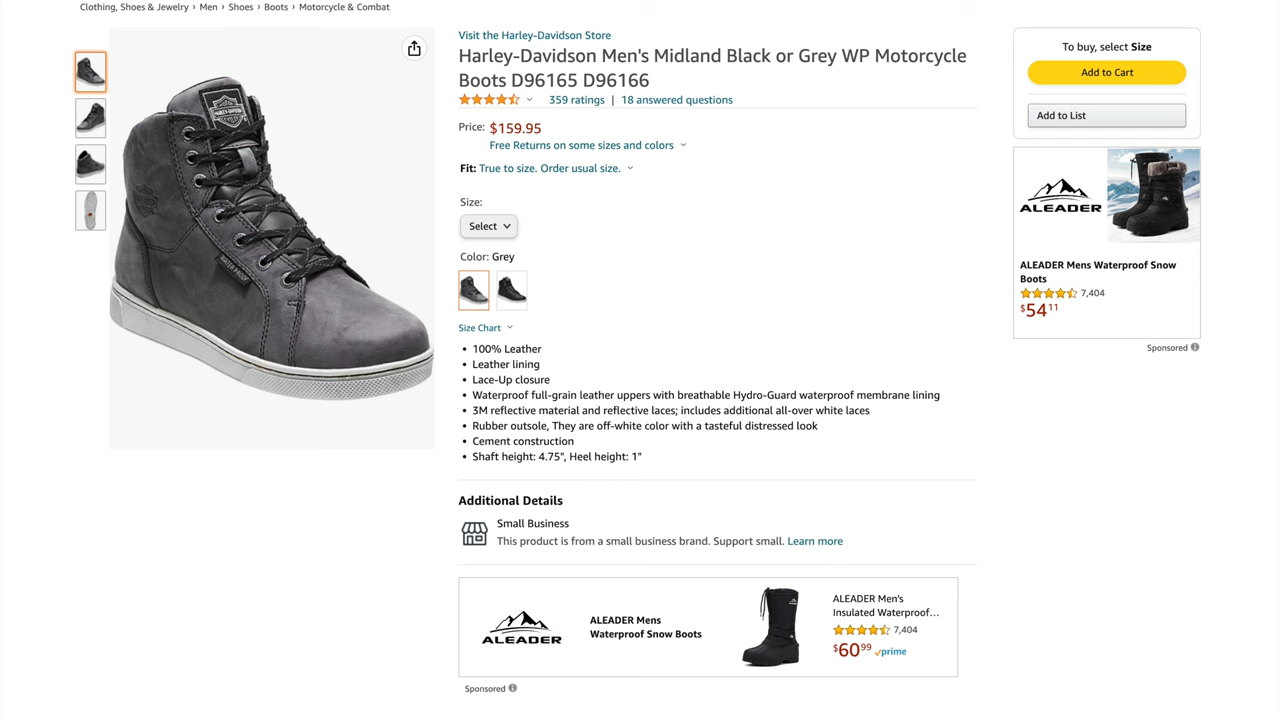 Clothing, Shoes & Jewelry › Men › Shoes › Boots › Motorcycle & Combat
Visit the Harley-Davidson Store
Harley-Davidson Men's Midland Black or Grey WP Motorcycle
Boots D96165 D96166
359 ratings | 18 answered questions
Price: $159.95
Free Returns on some sizes and colors
Fit: True to size. Order usual size.
Size:
Select
Color: Grey
Size Chart
• 100% Leather
• Leather lining
• Lace-Up closure
• Waterproof full-grain leather uppers with breathable Hydro-Guard waterproof membrane lining
• 3M reflective material and reflective laces; includes additional all-over white laces
• Rubber outsole, They are off-white color with a tasteful distressed look
• Cement construction
• Shaft height: 4.75", Heel height: 1"
Additional Details
Small Business
This product is from a small business brand. Support small. Learn more
ALEADER
ALEADER Mens
Waterproof Snow Boots
ALEADER Men's
Insulated Waterproof...
7,404
$60.99 prime
Sponsored
To buy, select Size
Add to Cart
Add to List
ALEADER
ALEADER Mens Waterproof Snow
Boots
7,404
$54.11
Sponsored
HARLEY-DAVIDSON
WATERPROOF